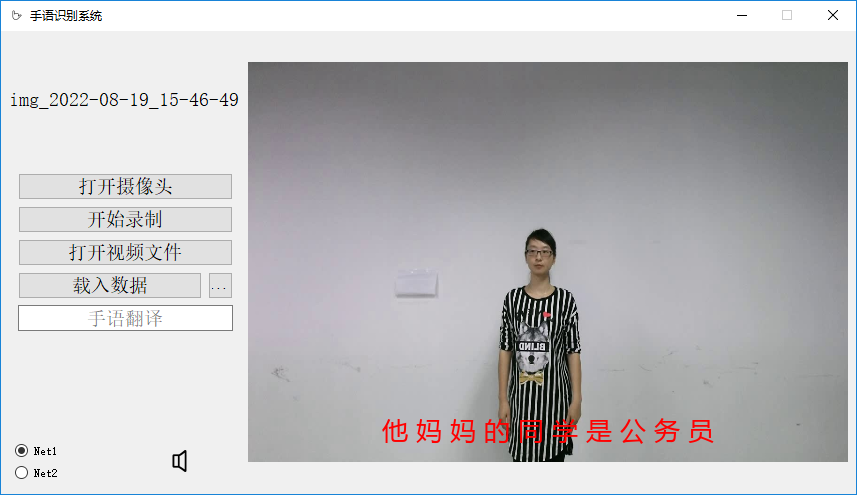 手语识别系统
img_2022-08-19_15-46-49
打开摄像头
开始录制
打开视频文件
载入数据 ...
手语翻译
Net1
Net2
BLIND
他妈妈的同学是公务员